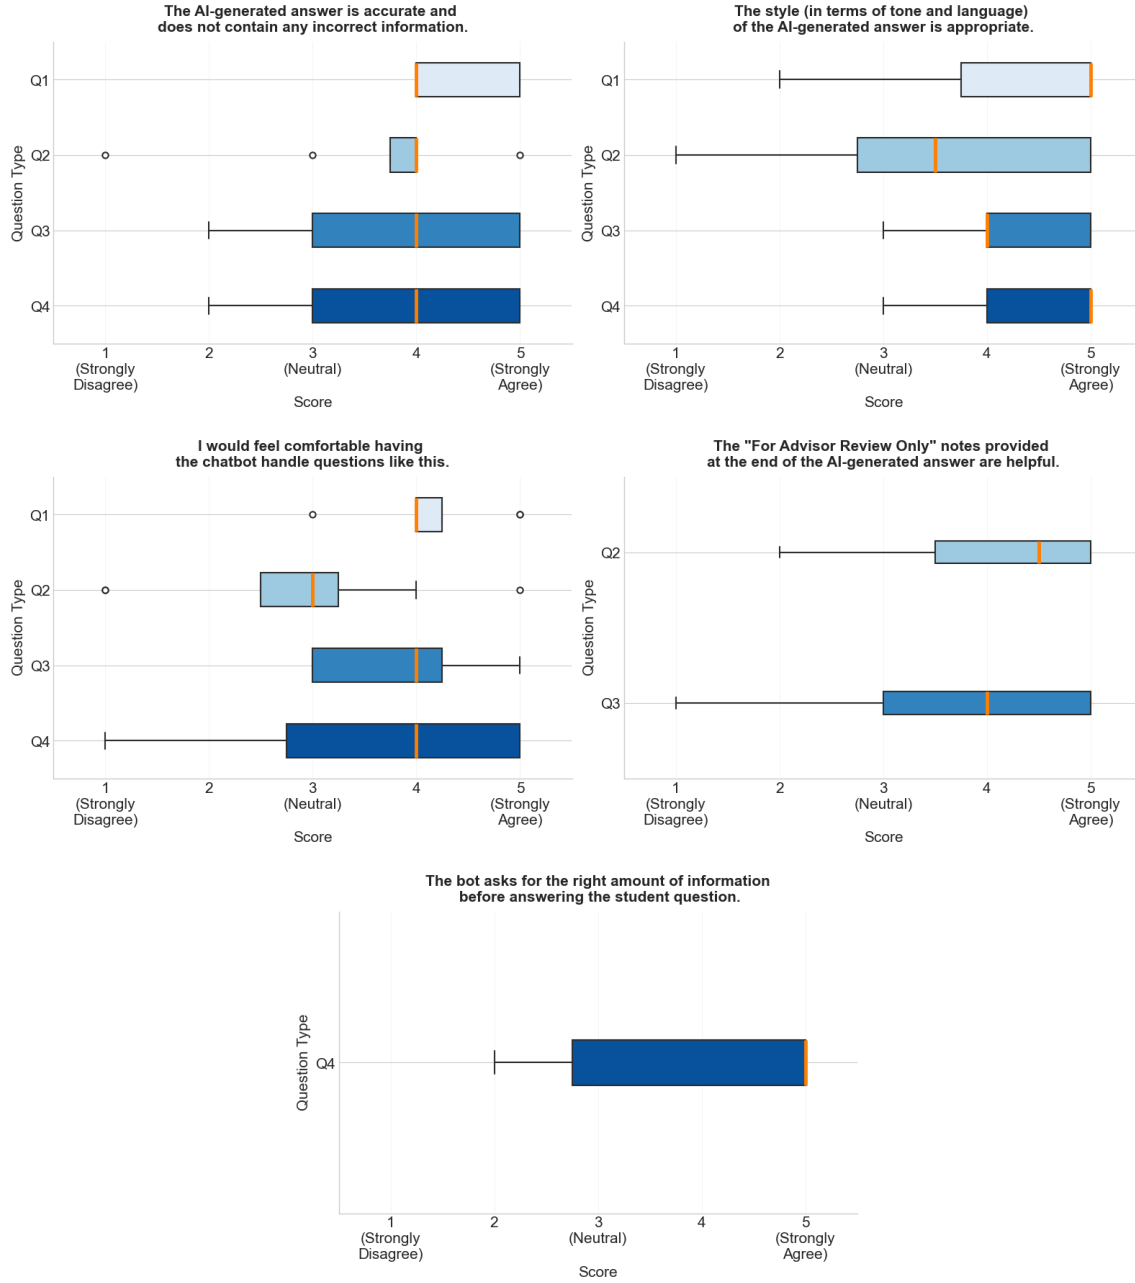 The AI-generated answer is accurate and
does not contain any incorrect information.
Question Type
Q1
Q2
Q3
Q4
1
(Strongly
Disagree)
2
3
(Neutral)
4
5
(Strongly
Agree)
Score
The style (in terms of tone and language)
of the AI-generated answer is appropriate.
Question Type
Q1
Q2
Q3
Q4
1
(Strongly
Disagree)
2
3
(Neutral)
4
5
(Strongly
Agree)
Score
I would feel comfortable having
the chatbot handle questions like this.
Question Type
Q1
Q2
Q3
Q4
1
(Strongly
Disagree)
2
3
(Neutral)
4
5
(Strongly
Agree)
Score
The "For Advisor Review Only" notes provided
at the end of the AI-generated answer are helpful.
Question Type
Q2
Q3
1
(Strongly
Disagree)
2
3
(Neutral)
4
5
(Strongly
Agree)
Score
The bot asks for the right amount of information
before answering the student question.
Question Type
Q4
1
(Strongly
Disagree)
2
3
(Neutral)
4
5
(Strongly
Agree)
Score